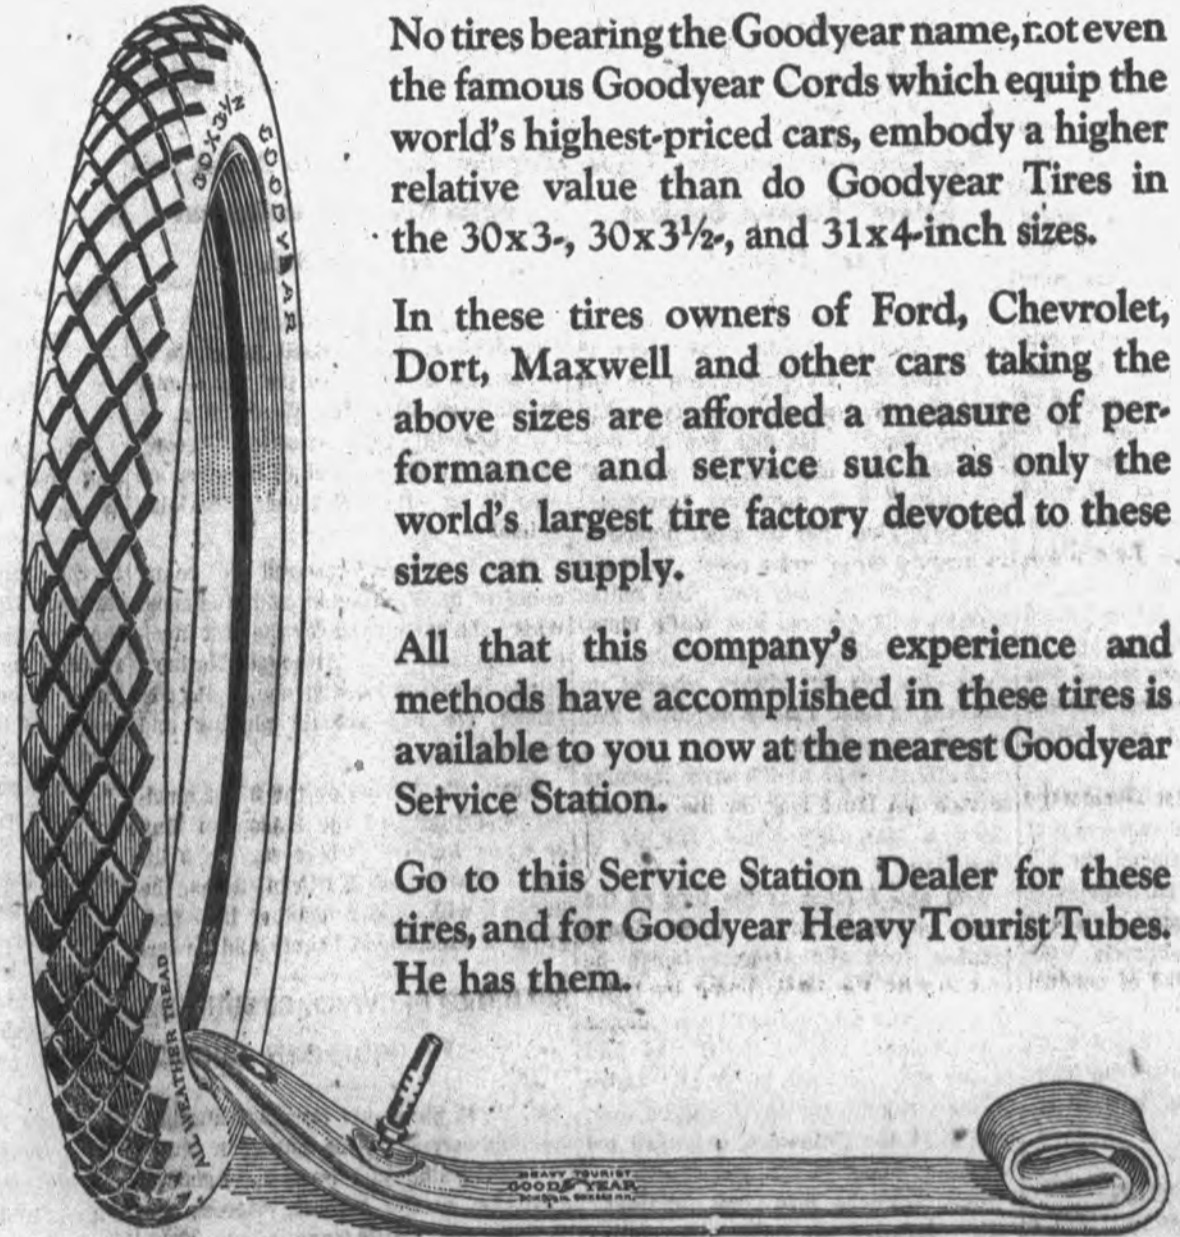 No tires bearing the Goodyear name, not even
the famous Goodyear Cords which equip the
world's highest-priced cars, embody a higher
relative value than do Goodyear Tires in
the 30x3-, 30x3½-, and 31x4-inch sizes.
In these tires owners of Ford, Chevrolet,
Dort, Maxwell and other cars taking the
above sizes are afforded a measure of per-
formance and service such as only the
world's largest tire factory devoted to these
sizes can supply.
All that this company's experience and
methods have accomplished in these tires is
available to you now at the nearest Goodyear
Service Station.
Go to this Service Station Dealer for these
tires, and for Goodyear Heavy Tourist Tubes.
He has them.
30X3½ GOODYEAR
ALL WEATHER TREAD
HEAVY TOURIST
GOOD YEAR